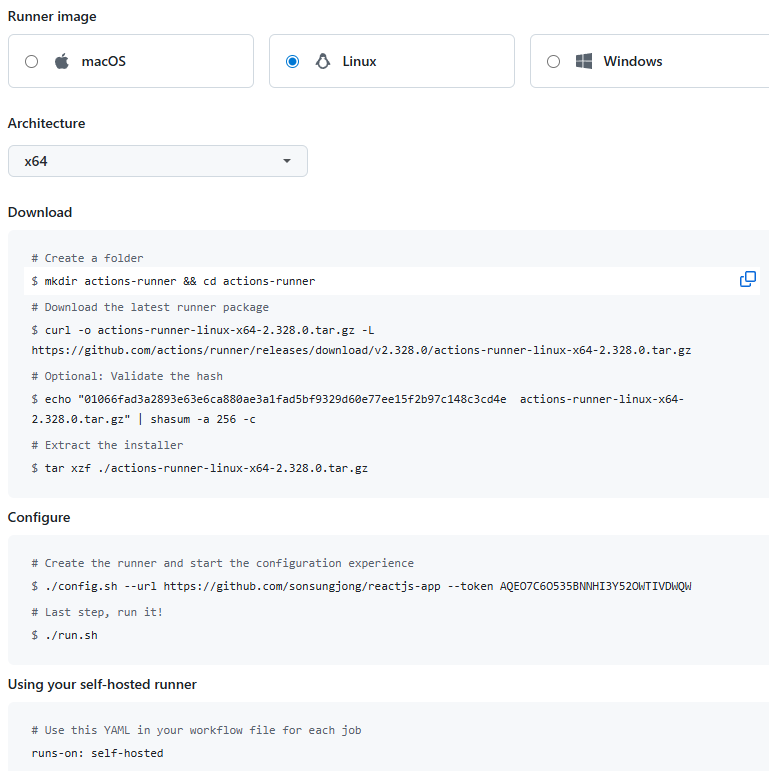 Runner image
macOS
Linux
Windows
Architecture
x64
Download
# Create a folder
$ mkdir actions-runner && cd actions-runner
# Download the latest runner package
$ curl -o actions-runner-linux-x64-2.328.0.tar.gz -L
https://github.com/actions/runner/releases/download/v2.328.0/actions-runner-linux-x64-2.328.0.tar.gz
# Optional: Validate the hash
$ echo "01066fad3a2893e63e6ca880ae3a1fad5bf9329d60e77ee15f2b97c148c3cd4e  actions-runner-linux-x64-
2.328.0.tar.gz" | shasum -a 256 -c
# Extract the installer
$ tar xzf ./actions-runner-linux-x64-2.328.0.tar.gz
Configure
# Create the runner and start the configuration experience
$ ./config.sh --url https://github.com/sonsungjong/reactjs-app --token AQEO7C6O535BNNHI3Y52OWTIVDWQW
# Last step, run it!
$ ./run.sh
Using your self-hosted runner
# Use this YAML in your workflow file for each job
runs-on: self-hosted